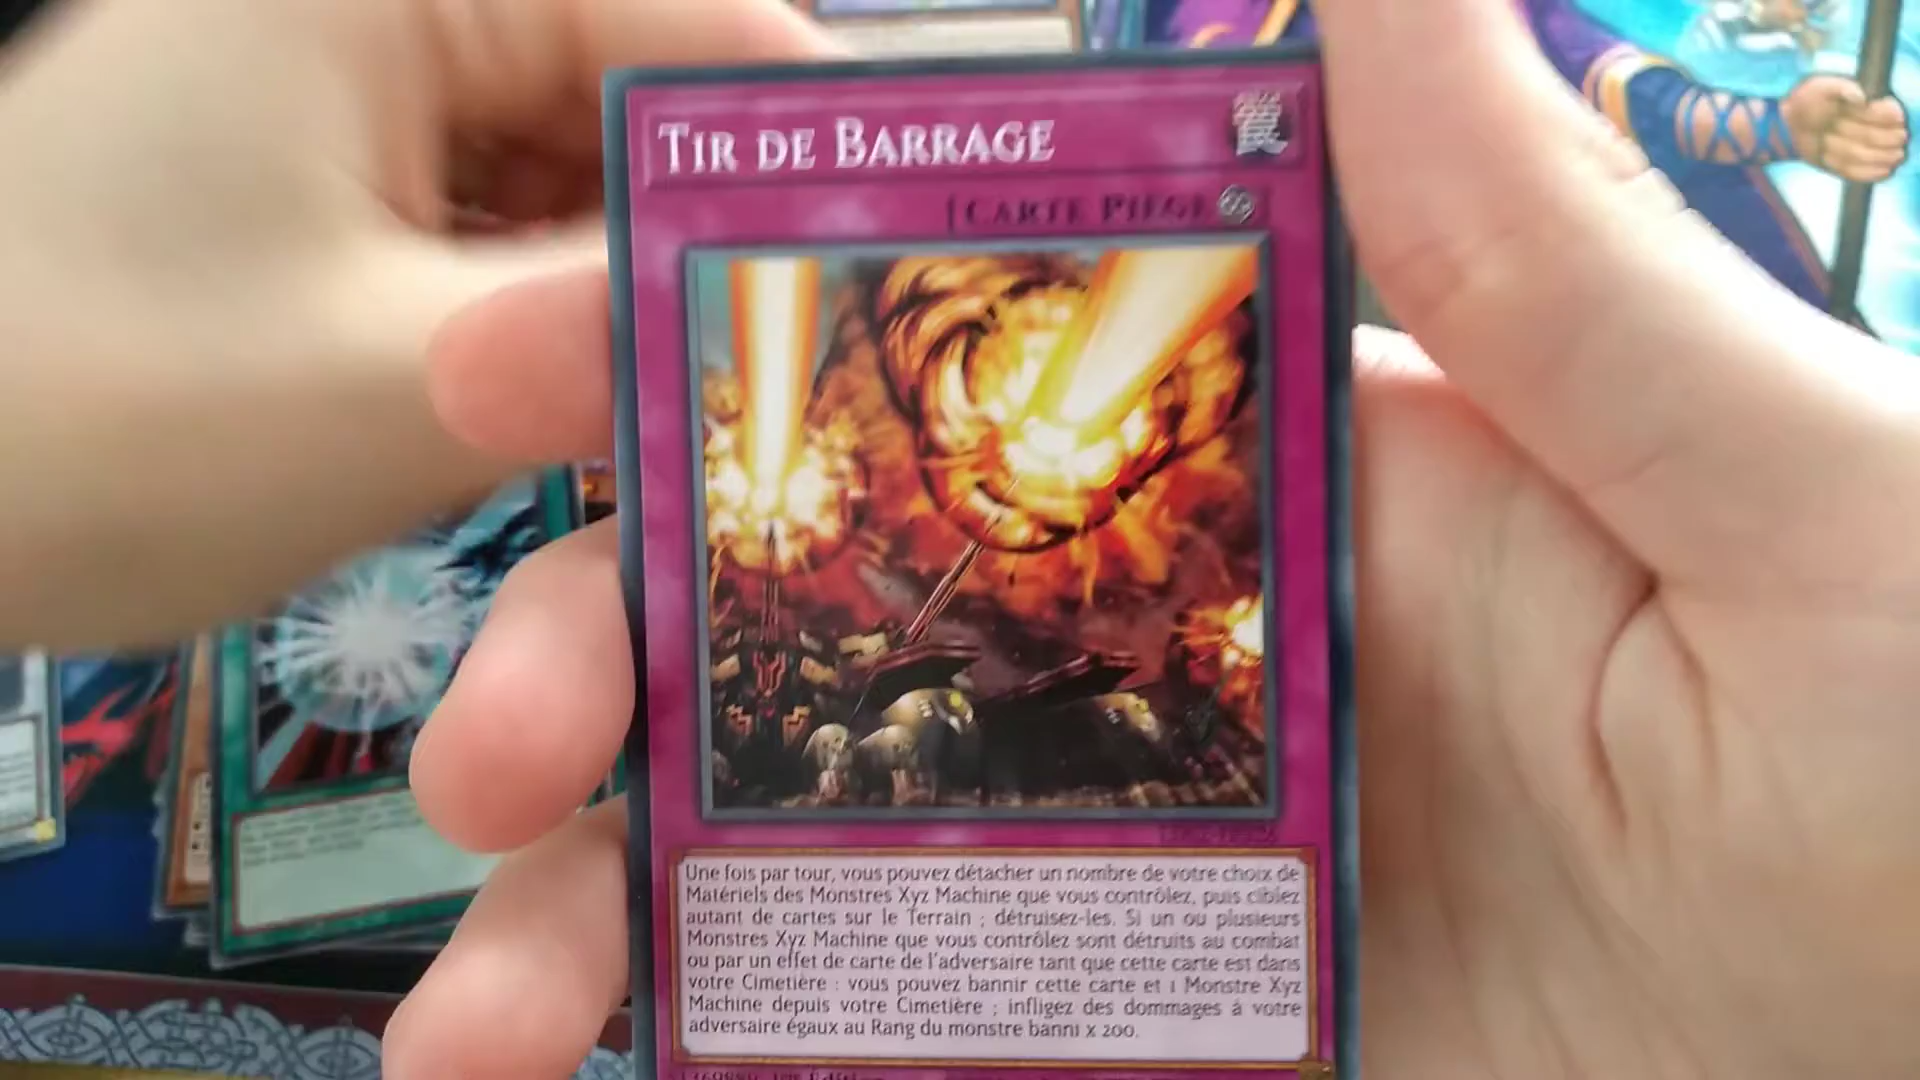 TIR DE BARRAGE
[CARTE PIÈGE
Une fois par tour, vous pouvez détacher un nombre de votre choix de
Matériels des Monstres Xyz Machine que vous contrôlez, puis ciblez
autant de cartes sur le Terrain ; détruisez-les. Si un ou plusieurs
Monstres Xyz Machine que vous contrôlez sont détruits au combat
ou par un effet de carte de l'adversaire tant que cette carte est dans
votre Cimetière : vous pouvez bannir cette carte et 1 Monstre Xyz
Machine depuis votre Cimetière ; infligez des dommages à votre
adversaire égaux au Rang du monstre banni x 200.